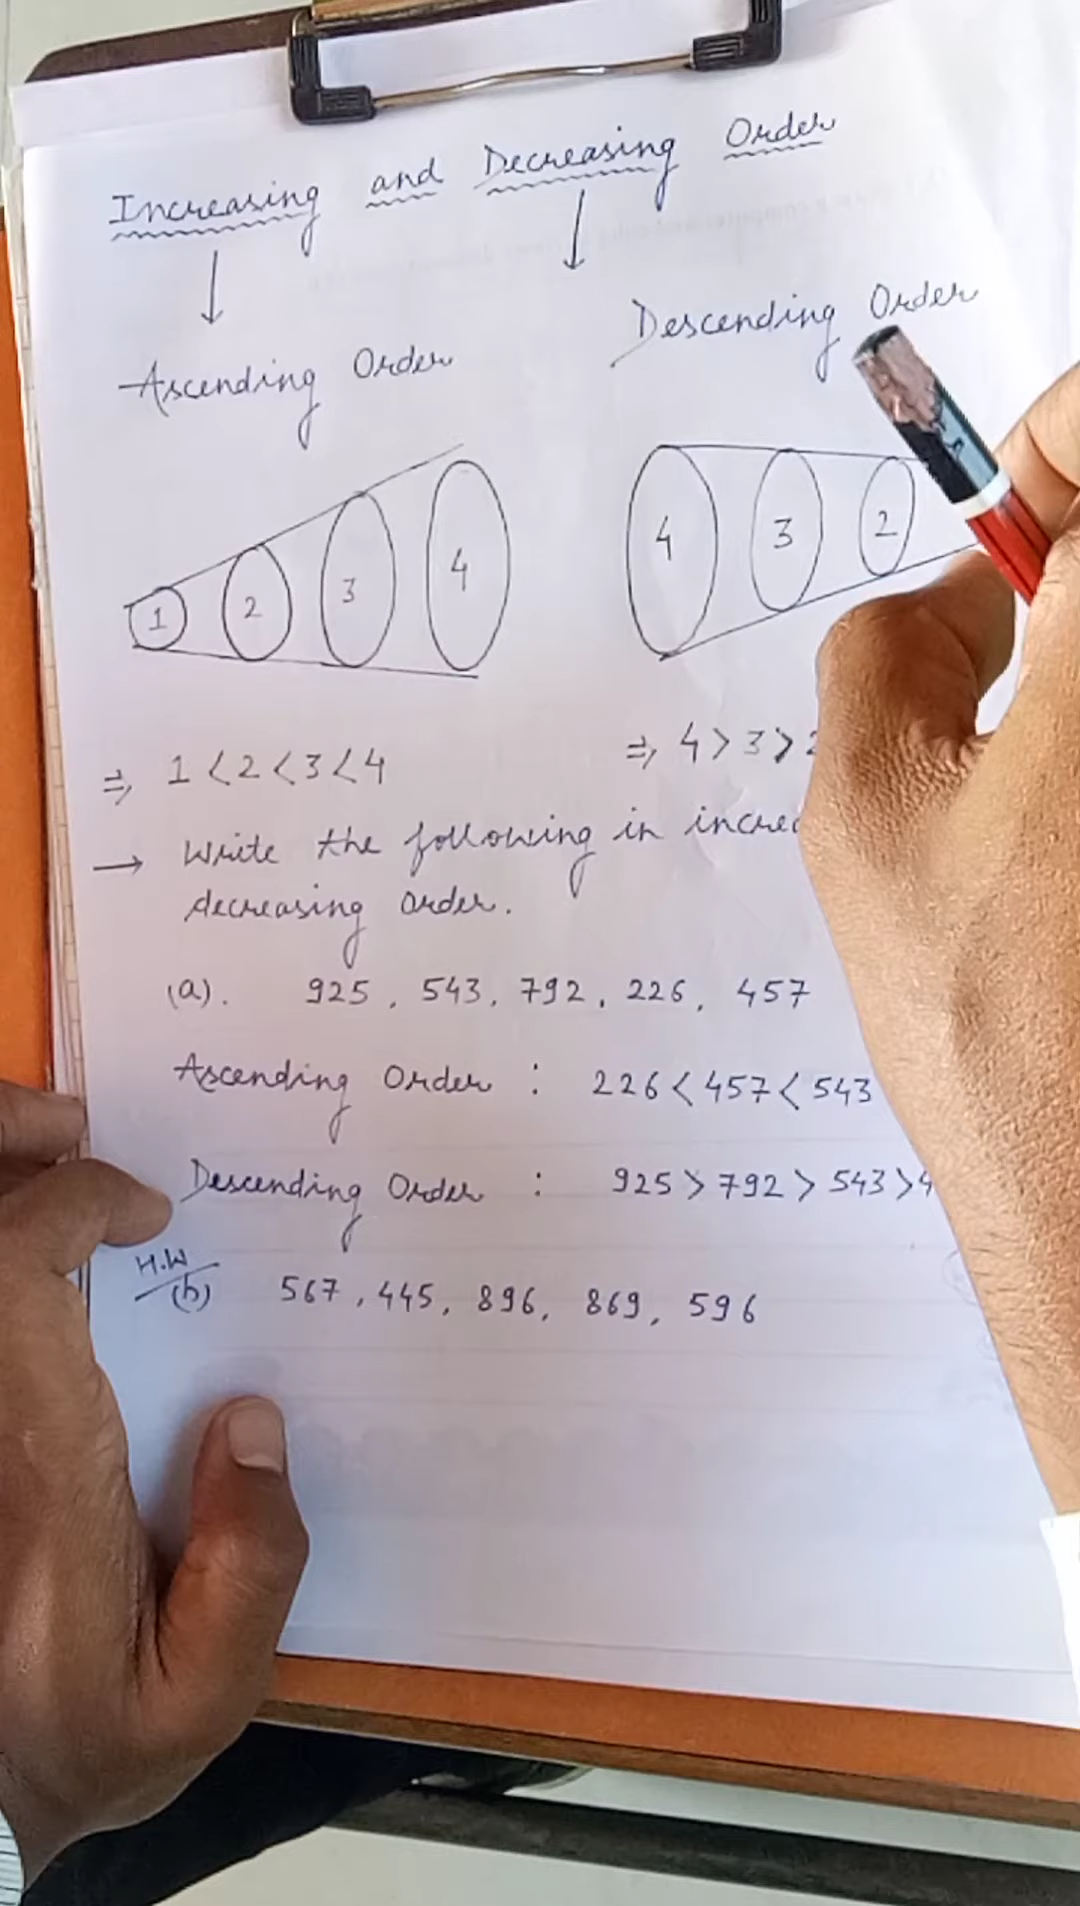 Increasing and Decreasing Order
Ascending Order
Descending Order
1 2 3 4
4 3 2
⇒ 1 < 2 < 3 < 4
⇒ 4 > 3 >
→ Write the following in
decreasing order.
(a). 925, 543, 792, 226, 457
Ascending Order : 226 < 457 < 543
Descending Order : 925 > 792 > 543 >
H.W
(b) 567, 445, 896, 869, 596